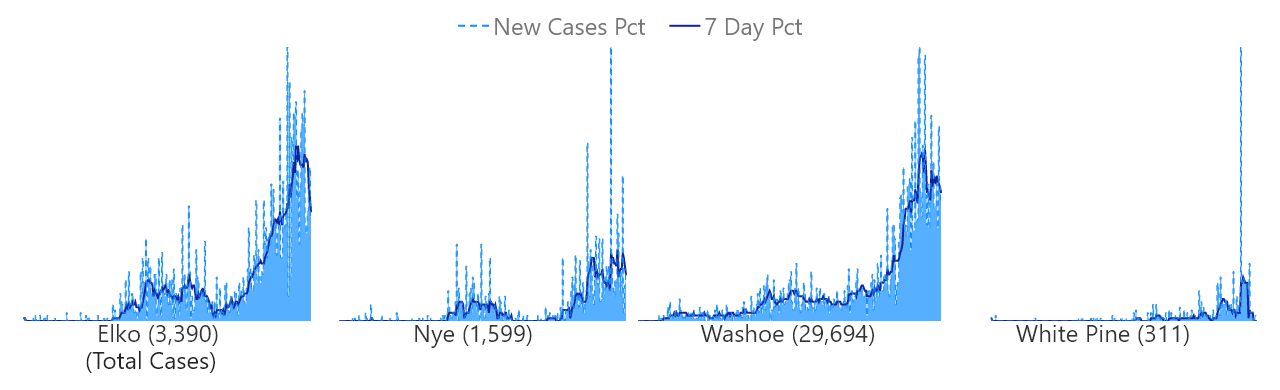 New Cases Pct 7 Day Pct
Elko (3,390) Nye (1,599) Washoe (29,694) White Pine (311)
(Total Cases)